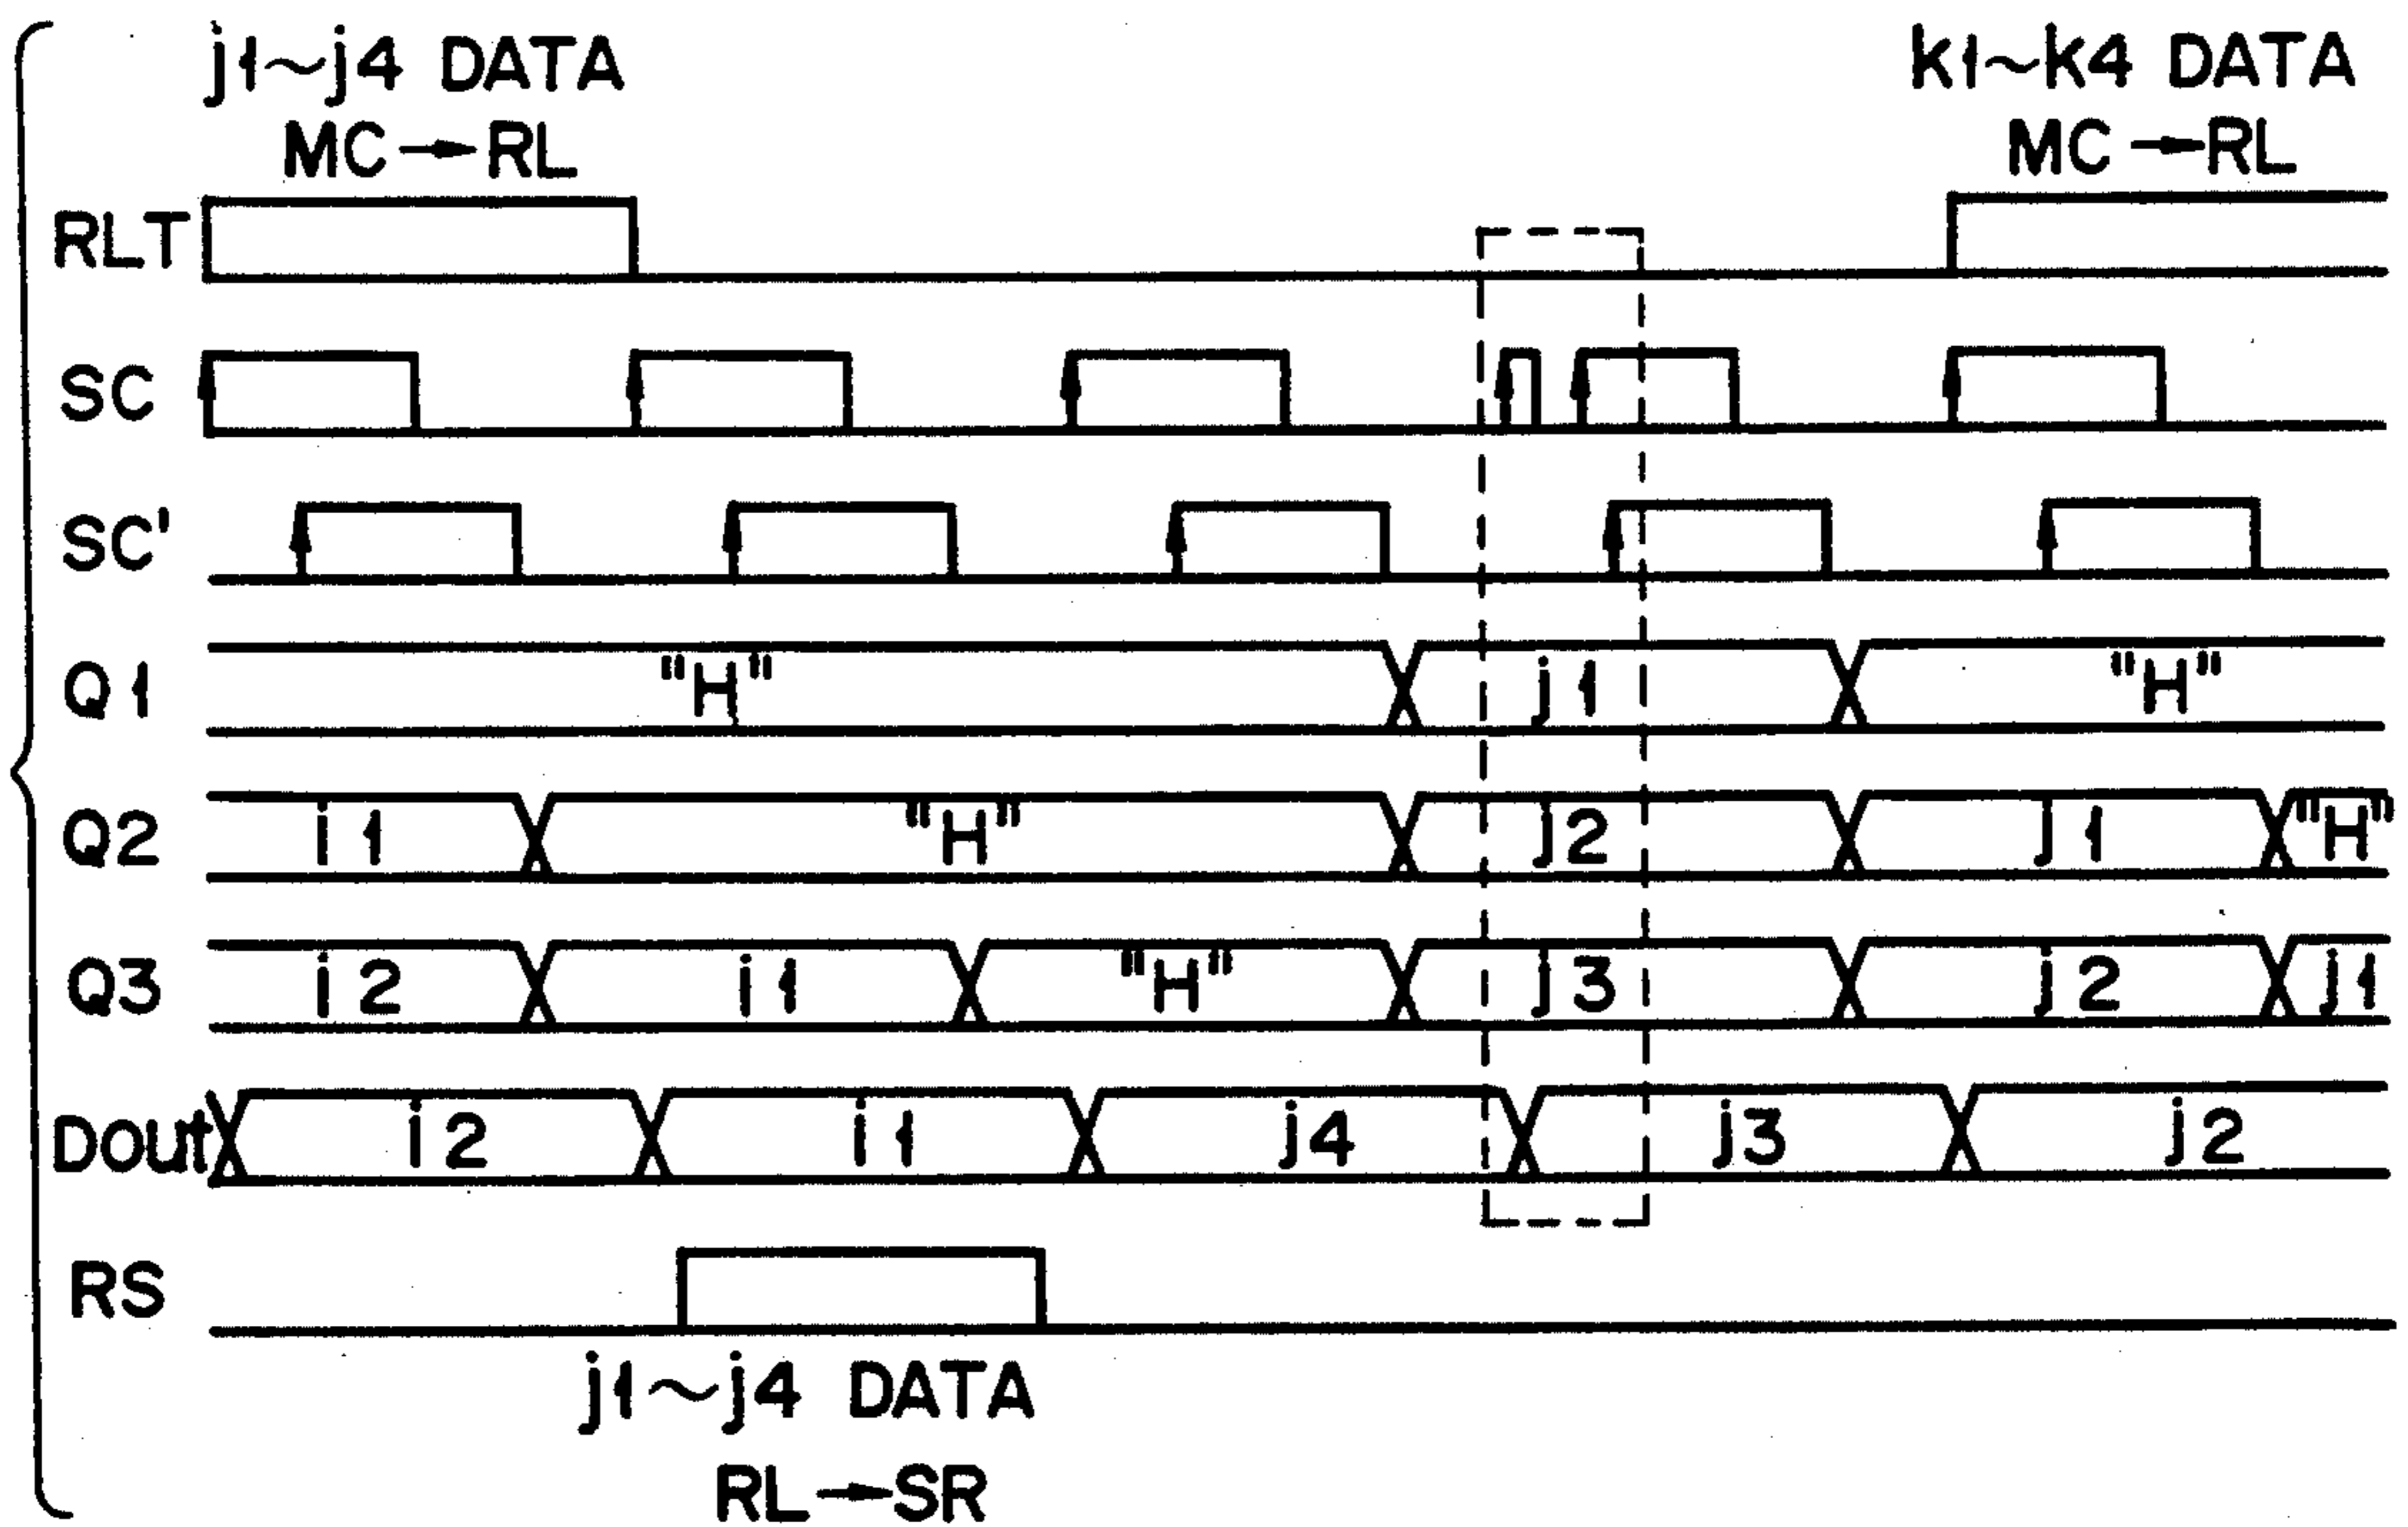 j1~j4 DATA
MC→RL
k1~k4 DATA
MC→RL
RLT
SC
SC'
Q1 "H" j1 "H"
Q2 i1 "H" j2 j1 "H"
Q3 i2 i1 "H" j3 j2 j1
DOut i2 i1 j4 j3 j2
RS
j1~j4 DATA
RL→SR